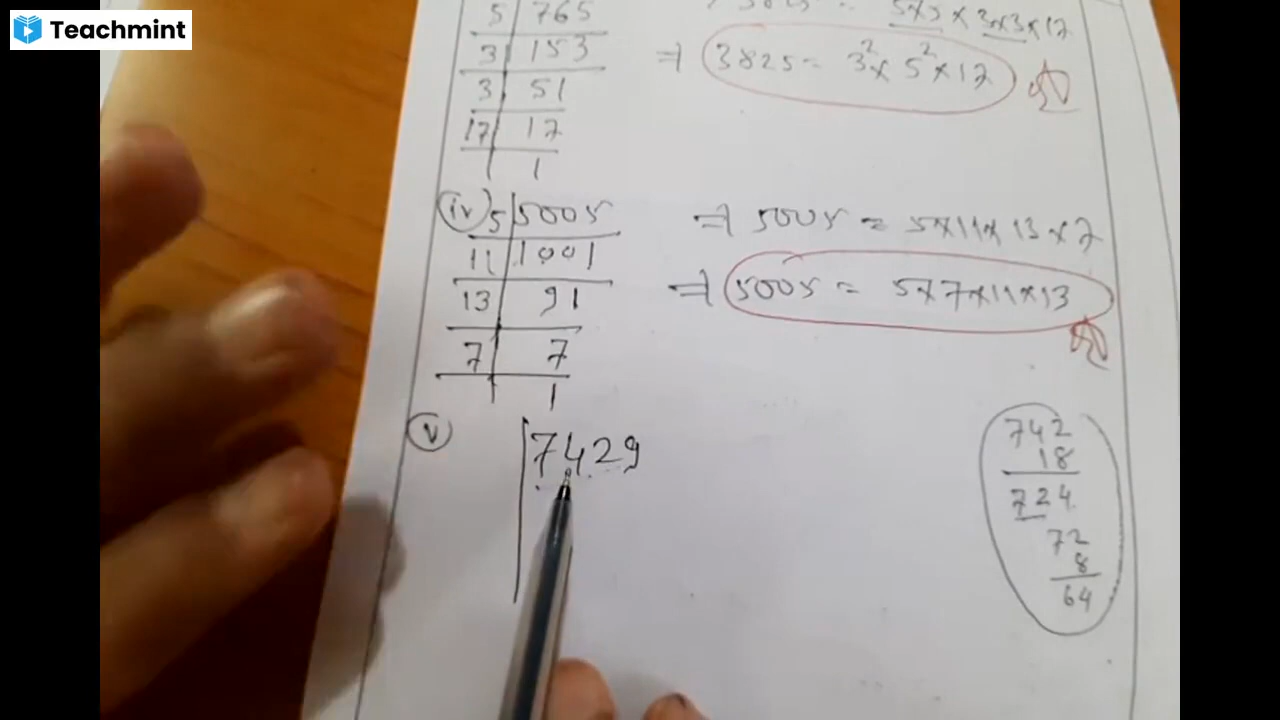 Teachmint
5 | 765
3 | 153
3 | 51
17 | 17
1
⇒ 3825 = 3² × 5² × 17
(iv) 5 | 5005
11 | 1001
13 | 91
7 | 7
1
⇒ 5005 = 5×11×13×7
⇒ 5005 = 5×7×11×13
(v) 7429
742
18
724
72
8
64